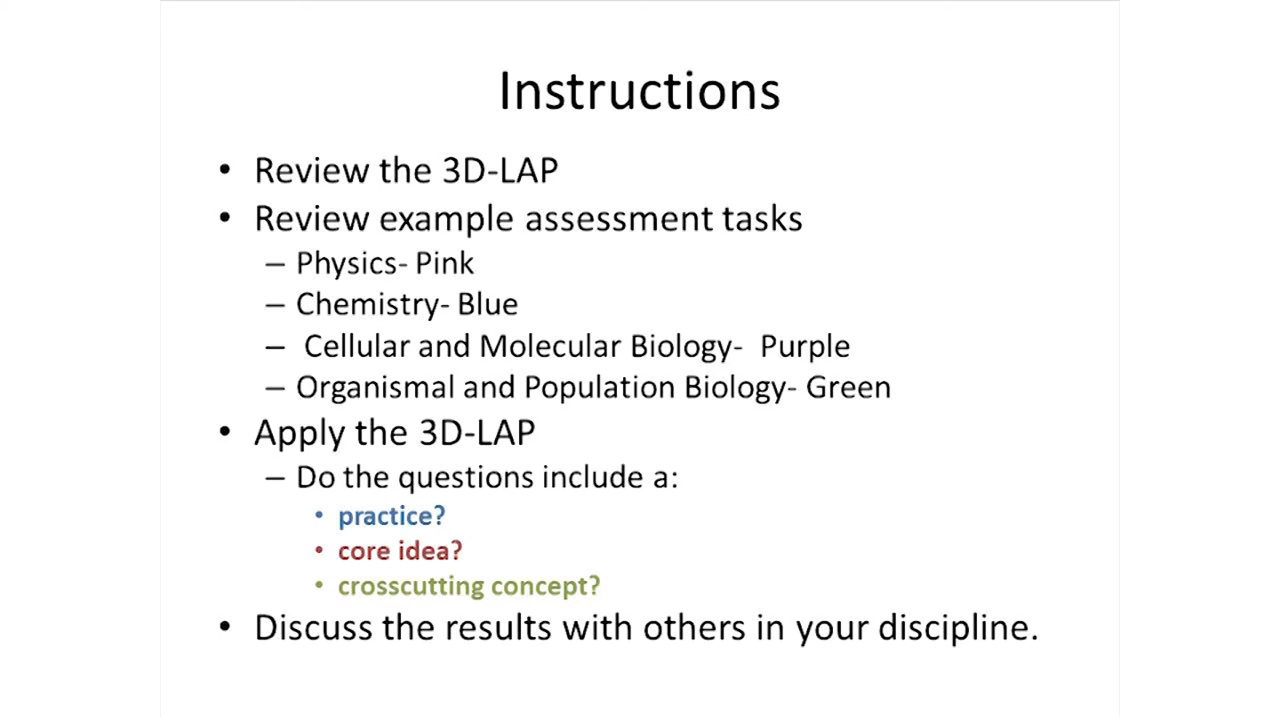 Instructions
• Review the 3D-LAP
• Review example assessment tasks
– Physics- Pink
– Chemistry- Blue
– Cellular and Molecular Biology- Purple
– Organismal and Population Biology- Green
• Apply the 3D-LAP
– Do the questions include a:
• practice?
• core idea?
• crosscutting concept?
• Discuss the results with others in your discipline.